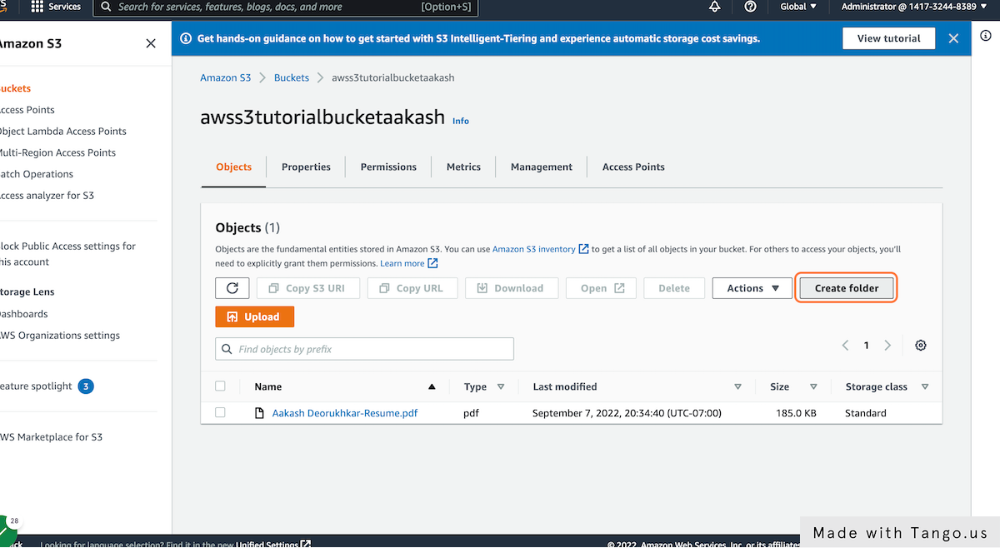 Services
Search for services, features, blogs, docs, and more
[Option+S]
Global
Administrator @ 1417-3244-8389
mazon S3
Get hands-on guidance on how to get started with S3 Intelligent-Tiering and experience automatic storage cost savings.
View tutorial
uckets
ccess Points
bject Lambda Access Points
ulti-Region Access Points
atch Operations
ccess analyzer for S3
lock Public Access settings for
his account
torage Lens
ashboards
WS Organizations settings
eature spotlight 3
WS Marketplace for S3
28
Amazon S3 Buckets awss3tutorialbucketaakash
awss3tutorialbucketaakash Info
Objects Properties Permissions Metrics Management Access Points
Objects (1)
Objects are the fundamental entities stored in Amazon S3. You can use Amazon S3 inventory to get a list of all objects in your bucket. For others to access your objects, you'll
need to explicitly grant them permissions. Learn more
Copy S3 URI Copy URL Download Open Delete Actions Create folder
Upload
Find objects by prefix
1
Name Type Last modified Size Storage class
Aakash Deorukhkar-Resume.pdf pdf September 7, 2022, 20:34:40 (UTC-07:00) 185.0 KB Standard
Looking for language selection? Find it in the new Unified Settings
© 2022, Amazon Web Services, Inc. or its affiliates
Made with Tango.us